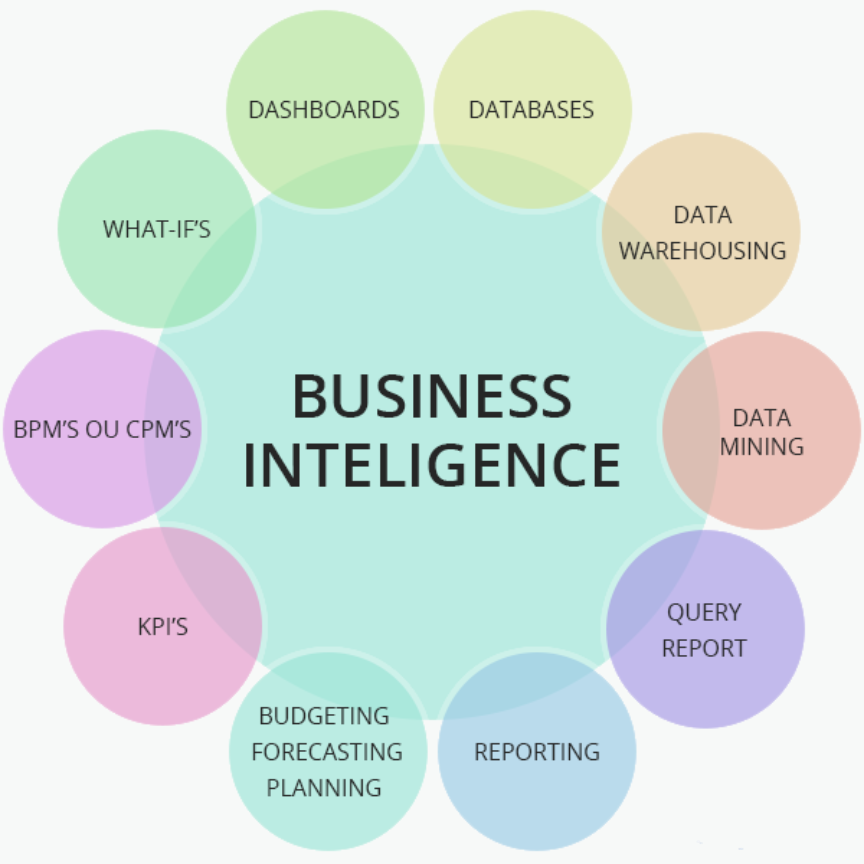 DASHBOARDS
DATABASES
WHAT-IF'S
DATA
WAREHOUSING
BPM'S OU CPM'S
BUSINESS
INTELIGENCE
DATA
MINING
KPI'S
QUERY
REPORT
BUDGETING
FORECASTING
PLANNING
REPORTING